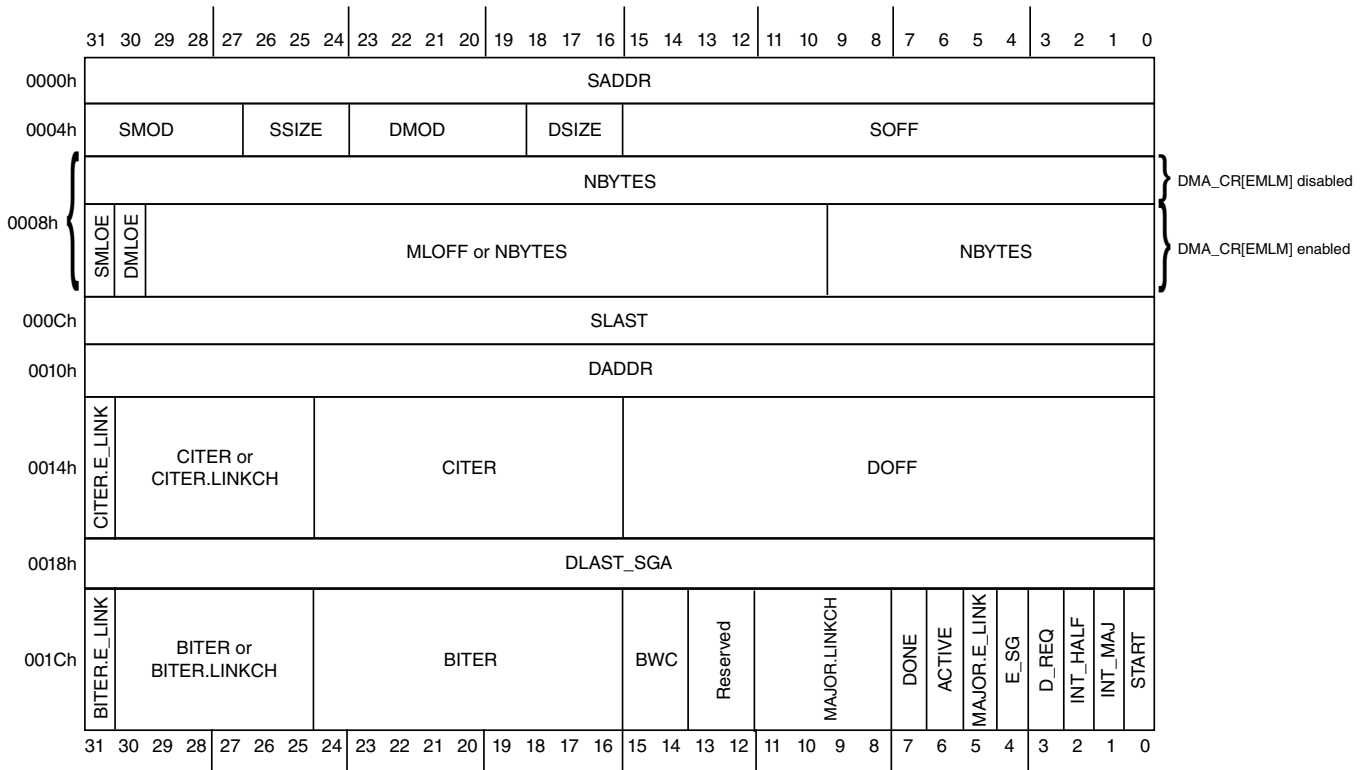 31 30 29 28 27 26 25 24 23 22 21 20 19 18 17 16 15 14 13 12 11 10 9 8 7 6 5 4 3 2 1 0
0000h SADDR
0004h SMOD SSIZE DMOD DSIZE SOFF
NBYTES DMA_CR[EMLM] disabled
0008h
SMLOE DMLOE MLOFF or NBYTES NBYTES DMA_CR[EMLM] enabled
000Ch SLAST
0010h DADDR
0014h CITER.E_LINK CITER or CITER DOFF
CITER.LINKCH
0018h DLAST_SGA
001Ch BITER.E_LINK BITER or BITER BWC Reserved MAJOR.LINKCH DONE ACTIVE MAJOR.E_LINK E_SG D_REQ INT_HALF INT_MAJ START
BITER.LINKCH
31 30 29 28 27 26 25 24 23 22 21 20 19 18 17 16 15 14 13 12 11 10 9 8 7 6 5 4 3 2 1 0